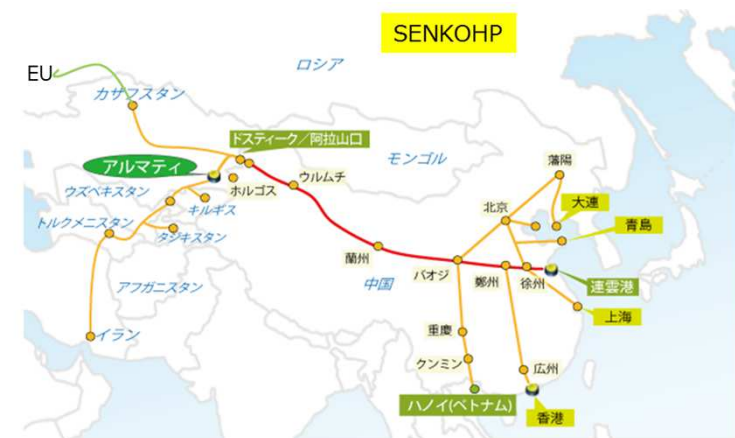 SENKOHP
EU
ロシア
カザフスタン
ドスティーク／阿拉山口
アルマティ
モンゴル
藩陽
ウルムチ
ホルゴス
ウズベキスタン
キルギス
北京
大連
トルクメニスタン
タジキスタン
青島
蘭州
バオジ
アフガニスタン
中国
鄭州
徐州
連雲港
上海
重慶
イラン
クンミン
広州
ハノイ(ベトナム)
香港